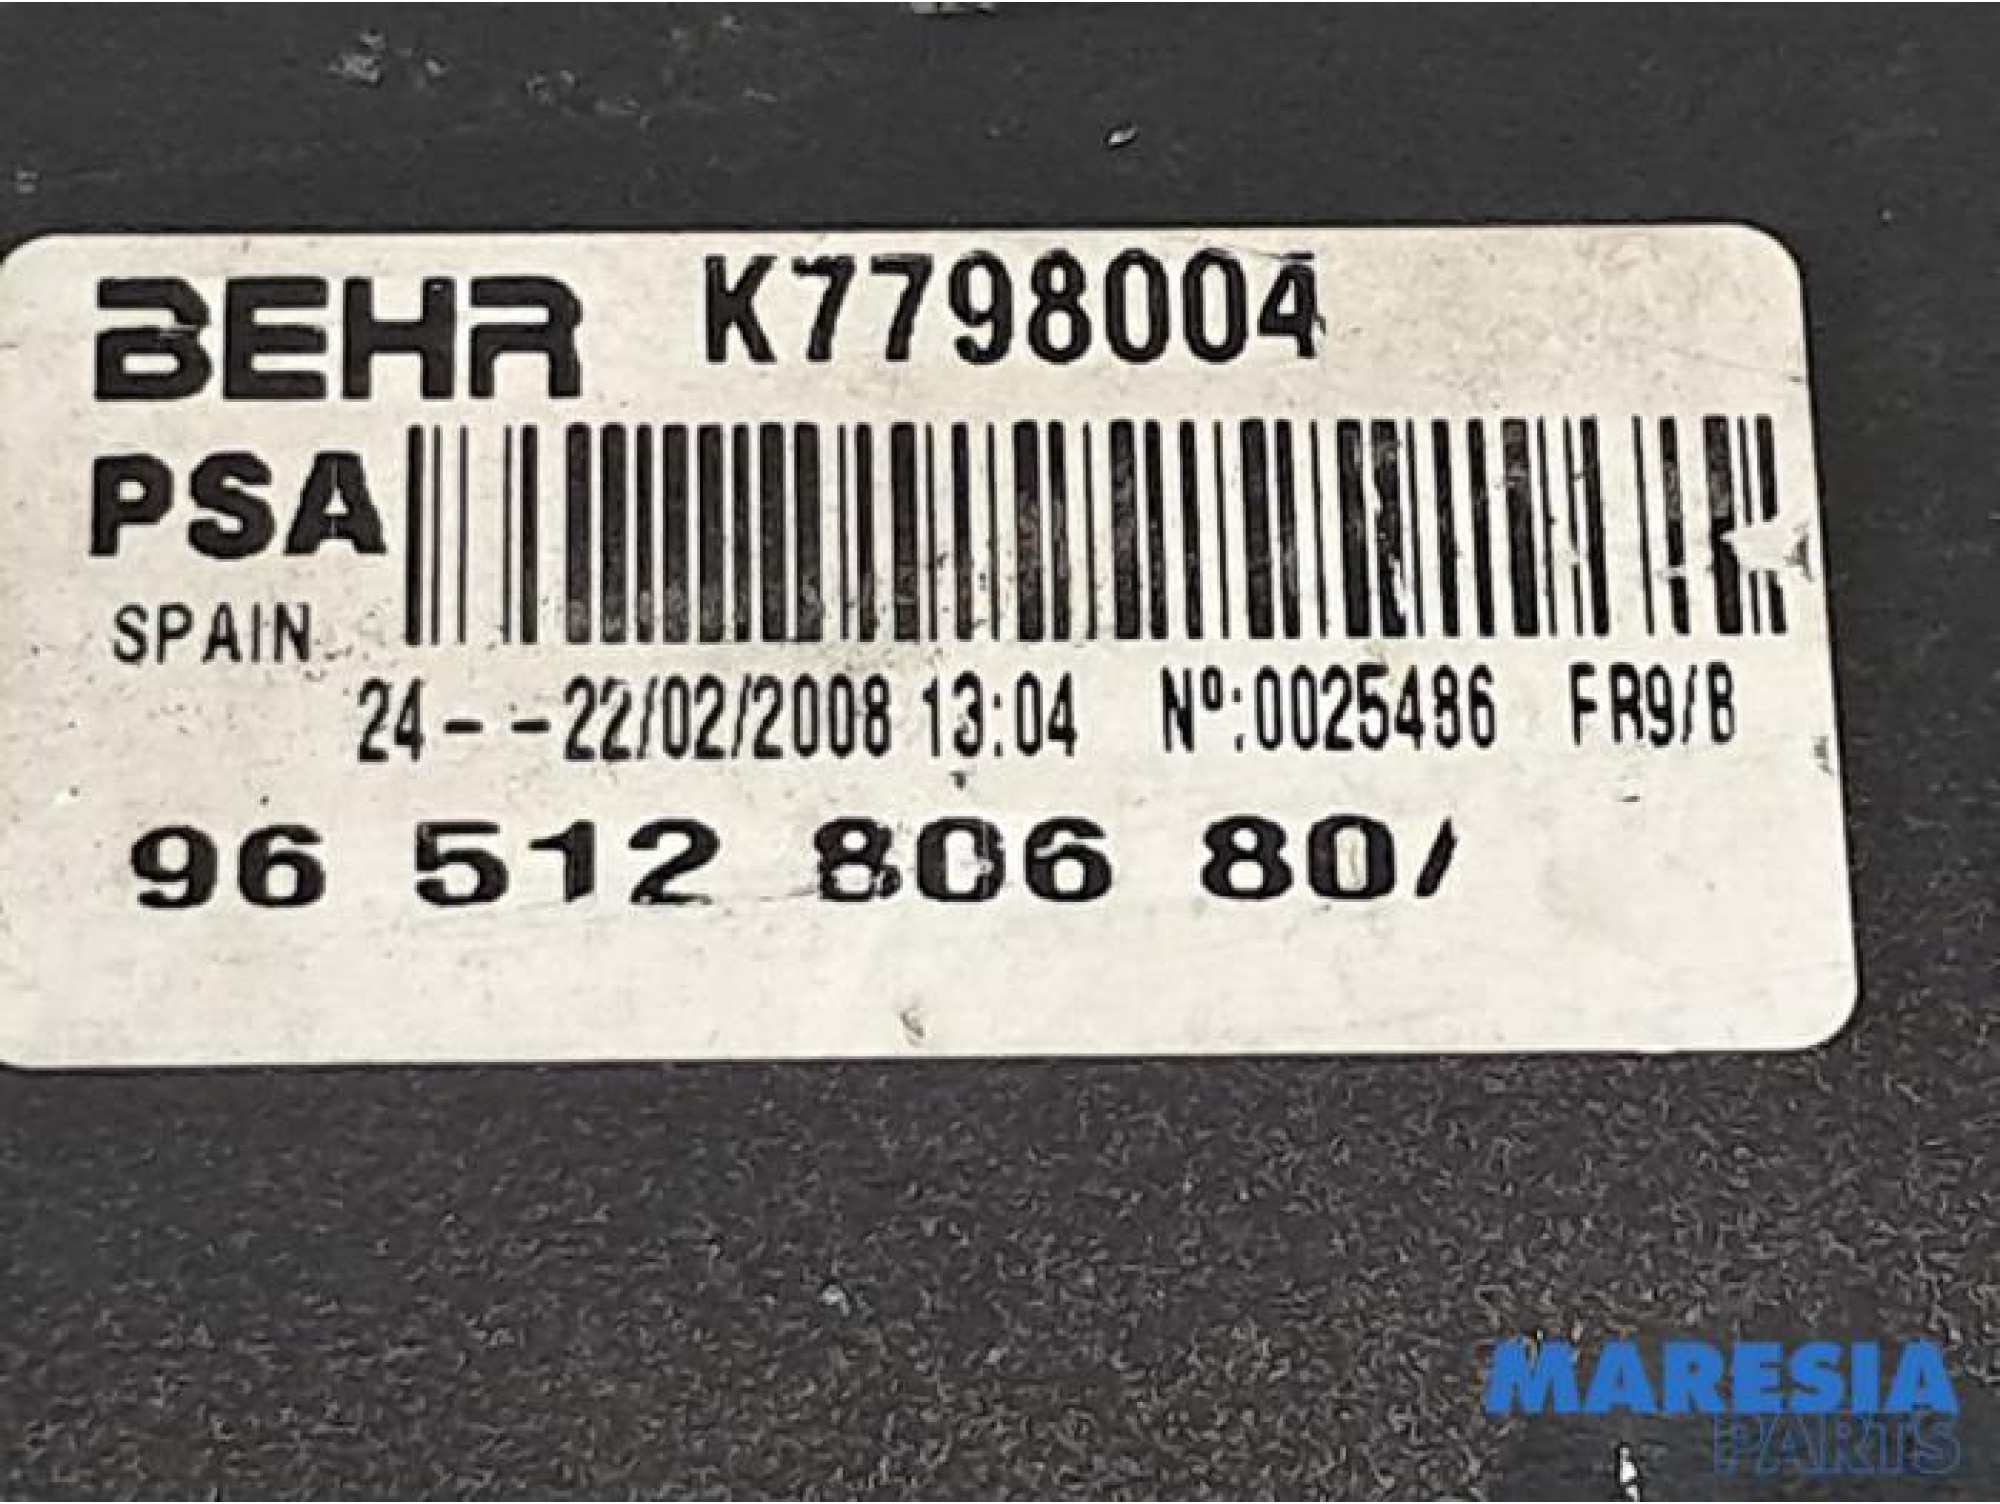 BEHR K7798004
PSA
SPAIN
24- -22/02/2008 13:04 Nº:0025486 FR9/B
96 512 806 80/
MARESIA
PARTS